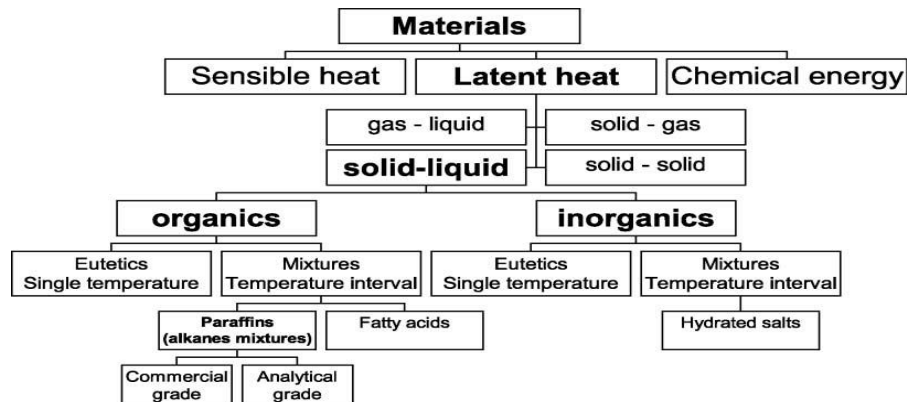 Materials
Sensible heat
Latent heat
Chemical energy
gas - liquid
solid - gas
solid-liquid
solid - solid
organics
inorganics
Eutetics
Single temperature
Mixtures
Temperature interval
Eutetics
Single temperature
Mixtures
Temperature interval
Paraffins
(alkanes mixtures)
Fatty acids
Hydrated salts
Commercial
grade
Analytical
grade